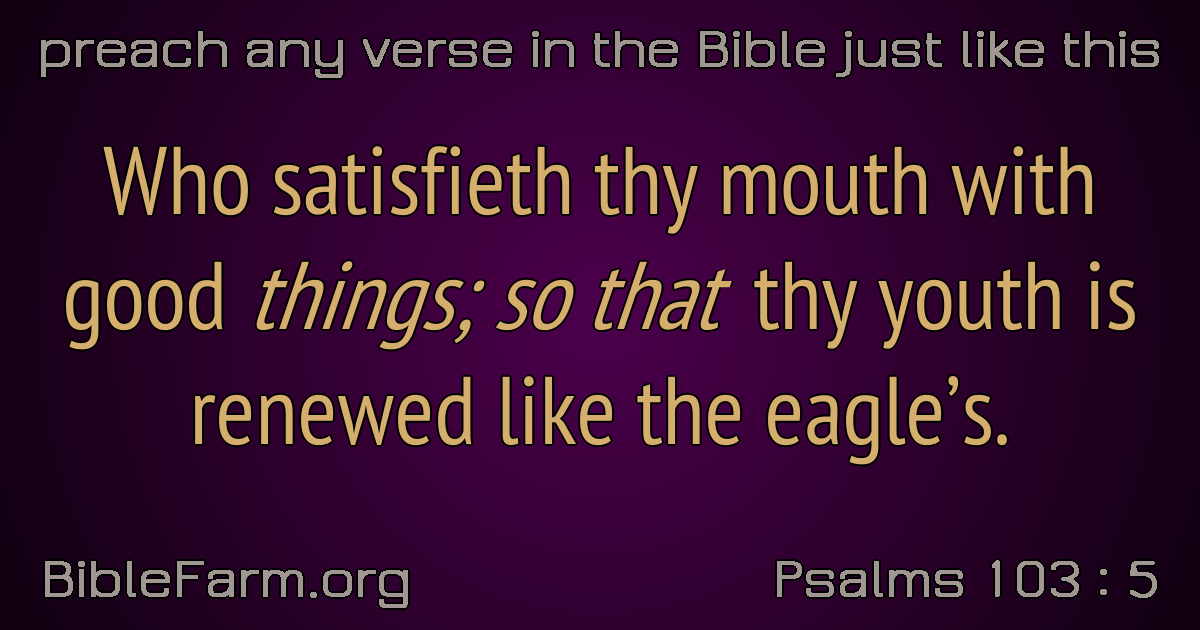 preach any verse in the Bible just like this
Who satisfieth thy mouth with
good things; so that thy youth is
renewed like the eagle’s.
BibleFarm.org
Psalms 103 : 5